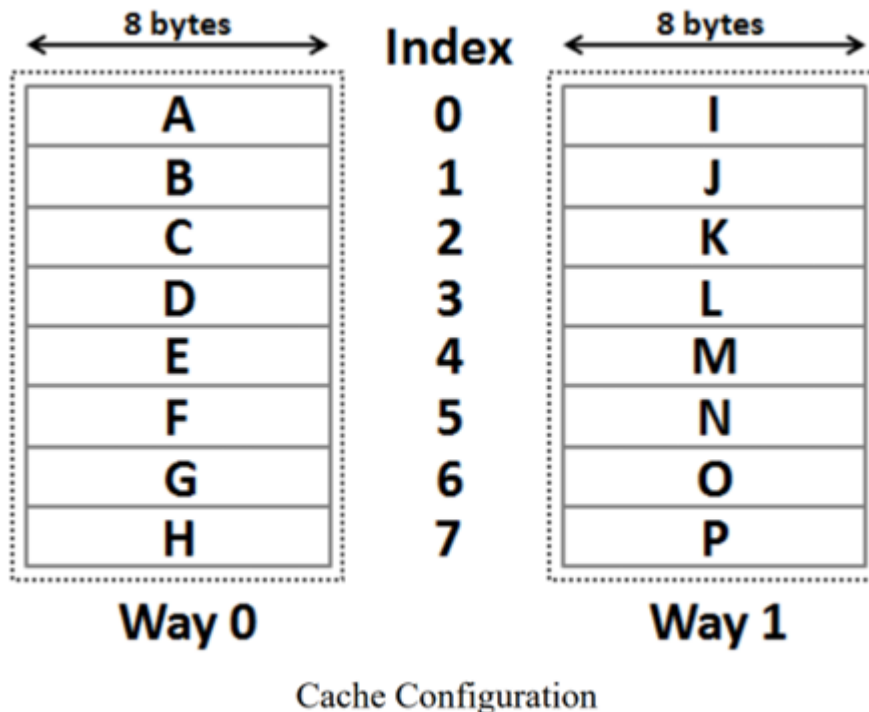 8 bytes Index 8 bytes
A 0 I
B 1 J
C 2 K
D 3 L
E 4 M
F 5 N
G 6 O
H 7 P
Way 0 Way 1
Cache Configuration